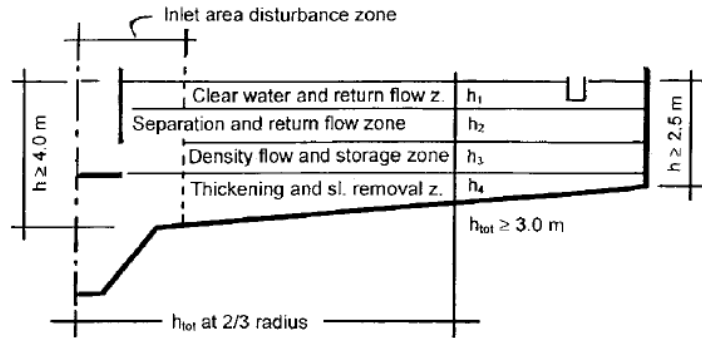 Inlet area disturbance zone
Clear water and return flow z. h₁
Separation and return flow zone h₂
Density flow and storage zone h₃
Thickening and sl. removal z. h₄
h ≥ 4.0 m
h ≥ 2.5 m
hₜₒₜ ≥ 3.0 m
hₜₒₜ at 2/3 radius